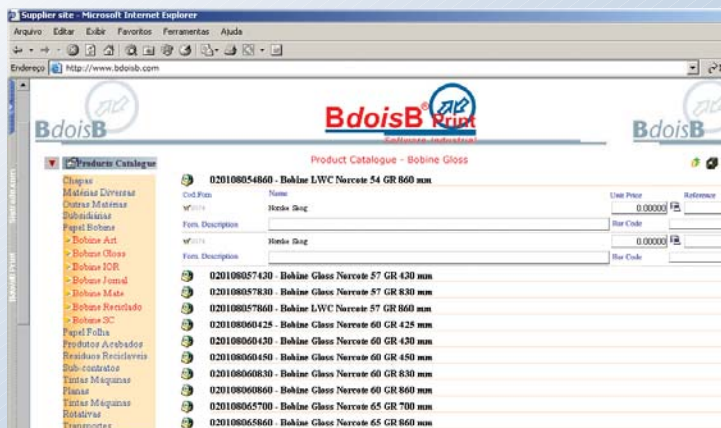 Supplier site - Microsoft Internet Explorer
Arquivo Editar Exibir Favoritos Ferramentas Ajuda
Endereço http://www.bdoisb.com
BdoisB
BdoisB® Print
Software Industrial
BdoisB
Products Catalogue
Product Catalogue - Bobine Gloss
Chapas
Matérias Diversas
Outras Matérias
Subsidiárias
Papel Bobine
> Bobine Art
> Bobine Gloss
> Bobine IOR
> Bobine Jornal
> Bobine Mate
> Bobine Reciclado
> Bobine SC
Papel Folha
Produtos Acabados
Resíduos Recicláveis
Sub-contratos
Tintas Máquinas
Planas
Tintas Máquinas
Rotativas
Transportes
020108054860 - Bobine LWC Norcote 54 GR 860 mm
Cod.Forn Name Unit Price Reference
Norske Skog 0.00000
Forn. Description Bar Code
Norske Skog 0.00000
Forn. Description Bar Code
020108057430 - Bobine Gloss Norcote 57 GR 430 mm
020108057830 - Bobine Gloss Norcote 57 GR 830 mm
020108057860 - Bobine LWC Norcote 57 GR 860 mm
020108060425 - Bobine Gloss Norcote 60 GR 425 mm
020108060430 - Bobine Gloss Norcote 60 GR 430 mm
020108060450 - Bobine Gloss Norcote 60 GR 450 mm
020108060830 - Bobine Gloss Norcote 60 GR 830 mm
020108060860 - Bobine Gloss Norcote 60 GR 860 mm
020108065700 - Bobine Gloss Norcote 65 GR 700 mm
020108065860 - Bobine Gloss Norcote 65 GR 860 mm